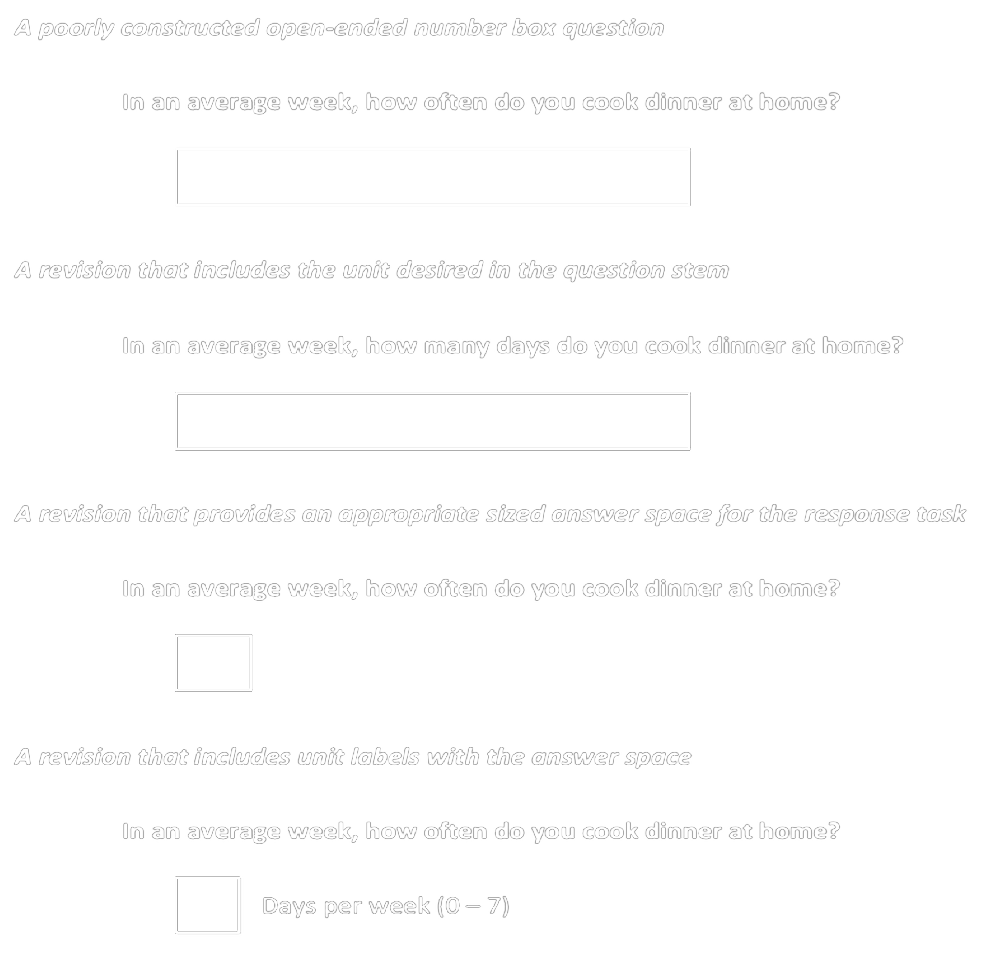 A poorly constructed open-ended number box question
In an average week, how often do you cook dinner at home?
A revision that includes the unit desired in the question stem
In an average week, how many days do you cook dinner at home?
A revision that provides an appropriate sized answer space for the response task
In an average week, how often do you cook dinner at home?
A revision that includes unit labels with the answer space
In an average week, how often do you cook dinner at home?
Days per week (0 – 7)